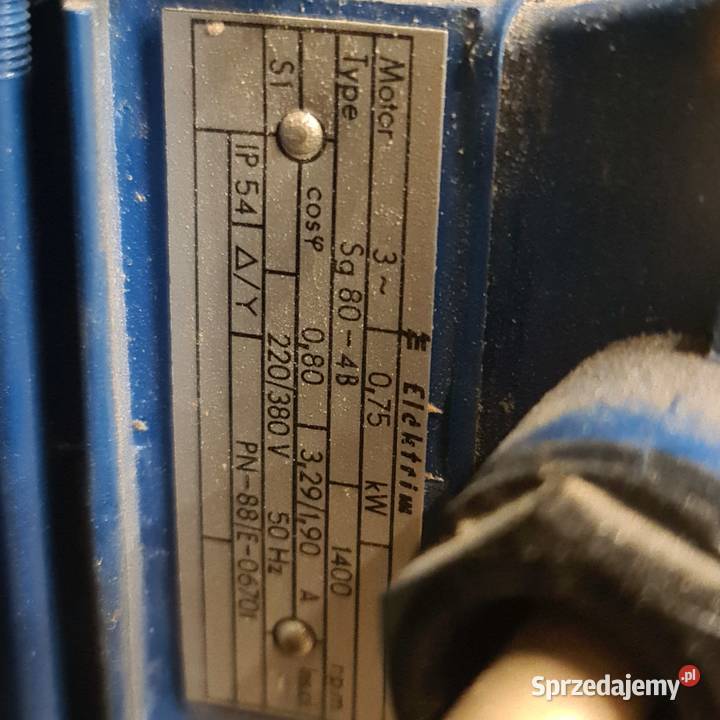 Elektrim
Motor 3~ 0,75 kW
Type Sg 80-4B 1400 r.p.m
cosφ 0,80 3,29/1,90 A
S1 220/380V 50 Hz
IP 54 Δ/Y PN-88/E-06701
Sprzedajemy.pl